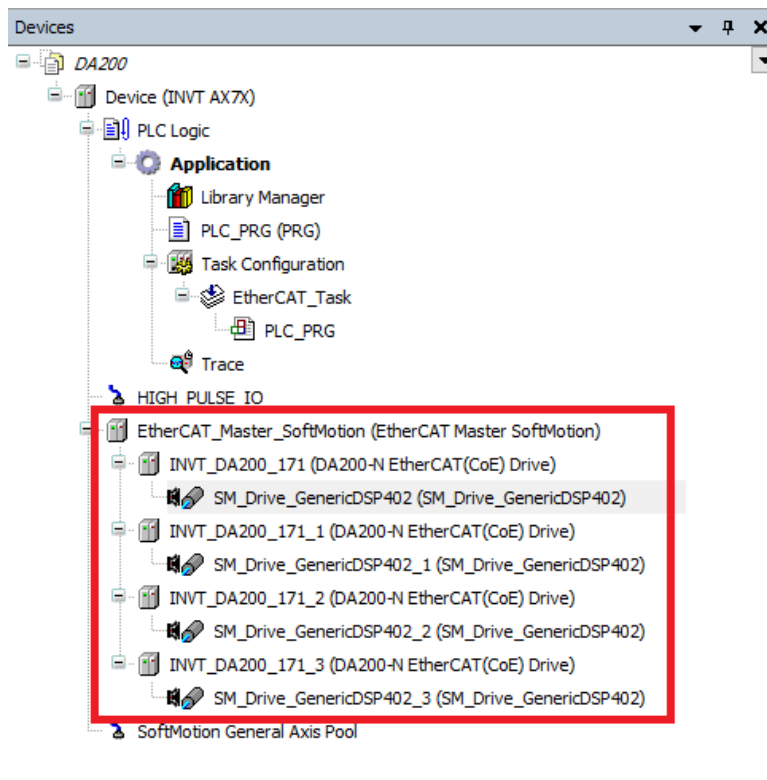 Devices
DA200
Device (INVT AX7X)
PLC Logic
Application
Library Manager
PLC_PRG (PRG)
Task Configuration
EtherCAT_Task
PLC_PRG
Trace
HIGH_PULSE_IO
EtherCAT_Master_SoftMotion (EtherCAT Master SoftMotion)
INVT_DA200_171 (DA200-N EtherCAT(CoE) Drive)
SM_Drive_GenericDSP402 (SM_Drive_GenericDSP402)
INVT_DA200_171_1 (DA200-N EtherCAT(CoE) Drive)
SM_Drive_GenericDSP402_1 (SM_Drive_GenericDSP402)
INVT_DA200_171_2 (DA200-N EtherCAT(CoE) Drive)
SM_Drive_GenericDSP402_2 (SM_Drive_GenericDSP402)
INVT_DA200_171_3 (DA200-N EtherCAT(CoE) Drive)
SM_Drive_GenericDSP402_3 (SM_Drive_GenericDSP402)
SoftMotion General Axis Pool